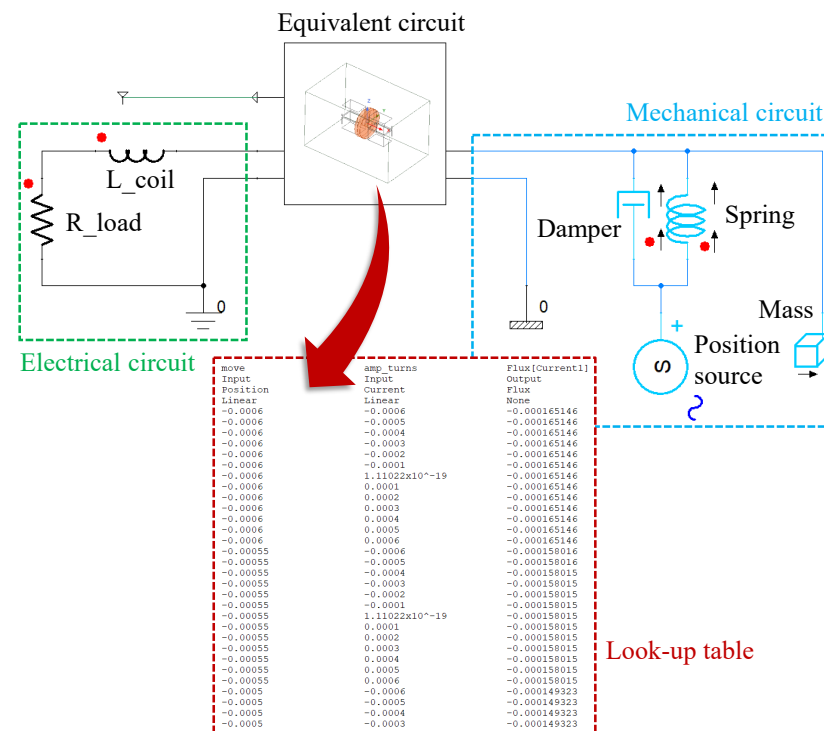 Equivalent circuit
Mechanical circuit
L_coil
R_load
Damper
Spring
0
0
Mass
Position
source
S
+
Electrical circuit
move amp_turns Flux[Current1]
Input Input Output
Position Current Flux
Linear Linear None
-0.0006 -0.0006 -0.000165146
-0.0006 -0.0005 -0.000165146
-0.0006 -0.0004 -0.000165146
-0.0006 -0.0003 -0.000165146
-0.0006 -0.0002 -0.000165146
-0.0006 -0.0001 -0.000165146
-0.0006 1.11022x10^-19 -0.000165146
-0.0006 0.0001 -0.000165146
-0.0006 0.0002 -0.000165146
-0.0006 0.0003 -0.000165146
-0.0006 0.0004 -0.000165146
-0.0006 0.0005 -0.000165146
-0.0006 0.0006 -0.000165146
-0.00055 -0.0006 -0.000158016
-0.00055 -0.0005 -0.000158016
-0.00055 -0.0004 -0.000158015
-0.00055 -0.0003 -0.000158015
-0.00055 -0.0002 -0.000158015
-0.00055 -0.0001 -0.000158015
-0.00055 1.11022x10^-19 -0.000158015
-0.00055 0.0001 -0.000158015
-0.00055 0.0002 -0.000158015
-0.00055 0.0003 -0.000158015
-0.00055 0.0004 -0.000158015
-0.00055 0.0005 -0.000158015
-0.00055 0.0006 -0.000158015
-0.0005 -0.0006 -0.000149323
-0.0005 -0.0005 -0.000149323
-0.0005 -0.0004 -0.000149323
-0.0005 -0.0003 -0.000149323
Look-up table